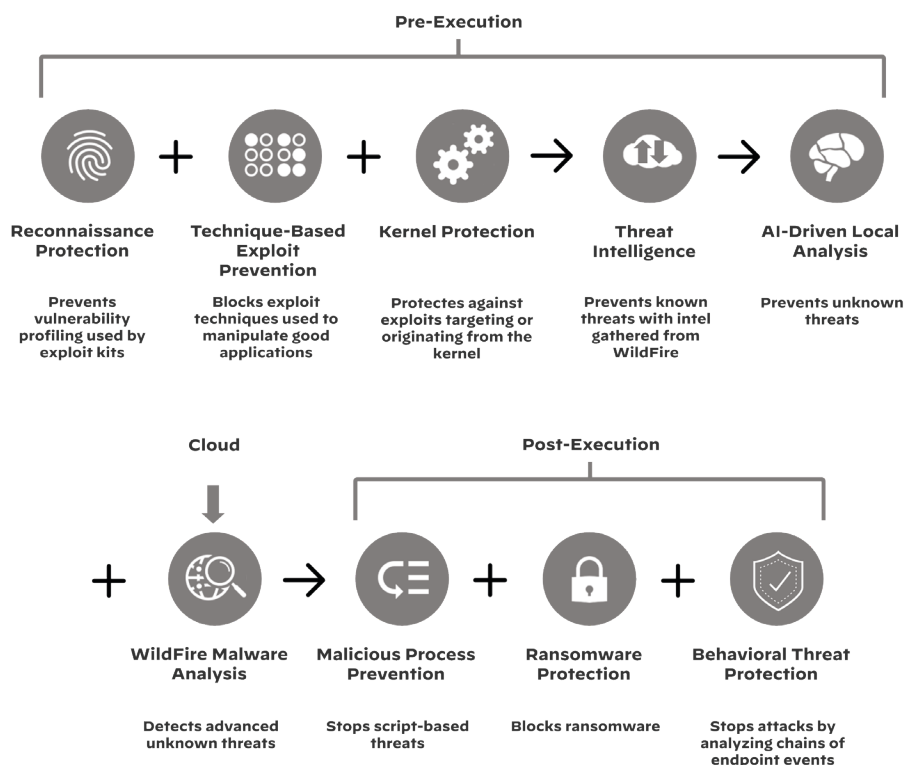 Pre-Execution
Reconnaissance
Protection
Technique-Based
Exploit
Prevention
Kernel Protection
Threat
Intelligence
AI-Driven Local
Analysis
Prevents
vulnerability
profiling used by
exploit kits
Blocks exploit
techniques used to
manipulate good
applications
Protectes against
exploits targeting or
originating from the
kernel
Prevents known
threats with intel
gathered from
WildFire
Prevents unknown
threats
Cloud
Post-Execution
WildFire Malware
Analysis
Malicious Process
Prevention
Ransomware
Protection
Behavioral Threat
Protection
Detects advanced
unknown threats
Stops script-based
threats
Blocks ransomware
Stops attacks by
analyzing chains of
endpoint events